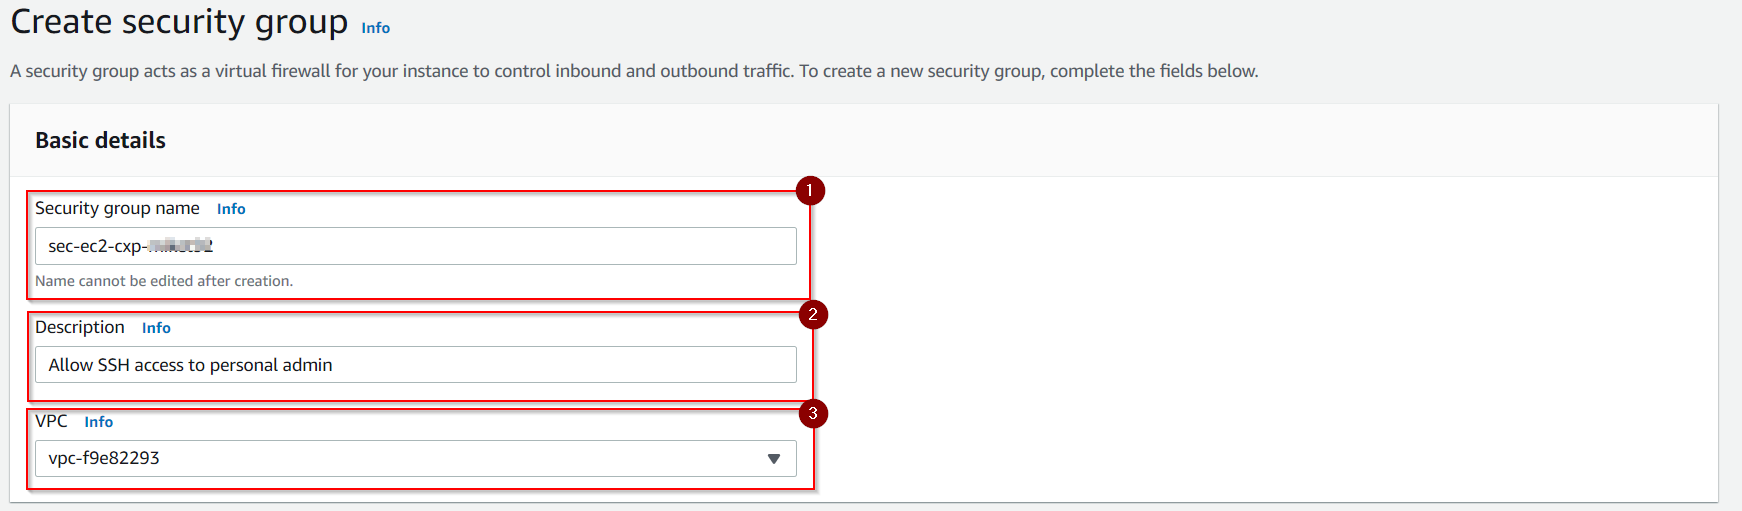 Create security group Info
A security group acts as a virtual firewall for your instance to control inbound and outbound traffic. To create a new security group, complete the fields below.
Basic details
1
Security group name Info
sec-ec2-cxp-
Name cannot be edited after creation.
2
Description Info
Allow SSH access to personal admin
3
VPC Info
vpc-f9e82293